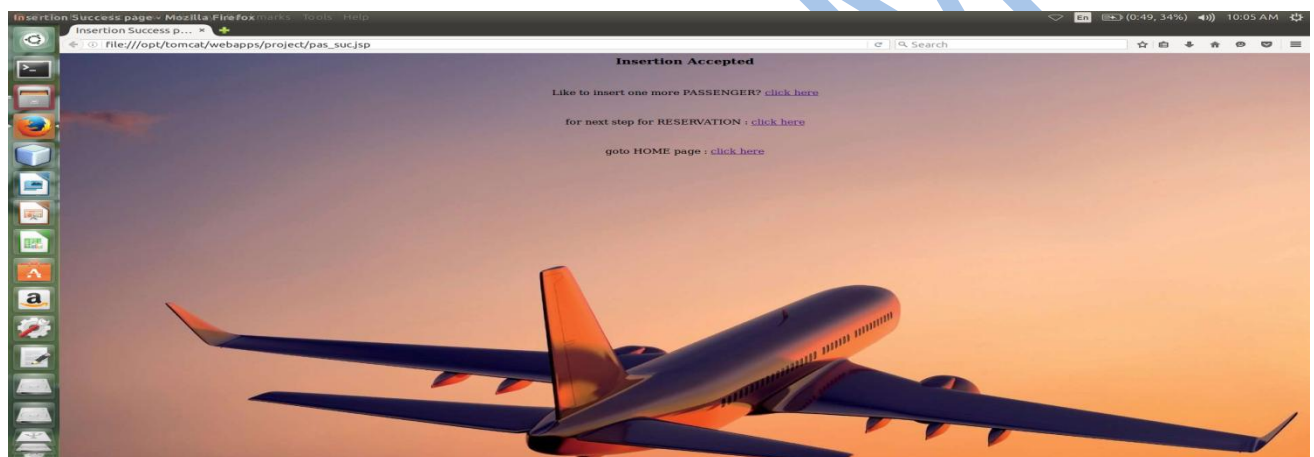 Insertion Success page - Mozilla Firefox
Tools Help
En (0:49, 34%) 10:05 AM
Insertion Success p... ×
file:///opt/tomcat/webapps/project/pas_suc.jsp
Search
Insertion Accepted
Like to insert one more PASSENGER? click here
for next step for RESERVATION : click here
goto HOME page : click here
a